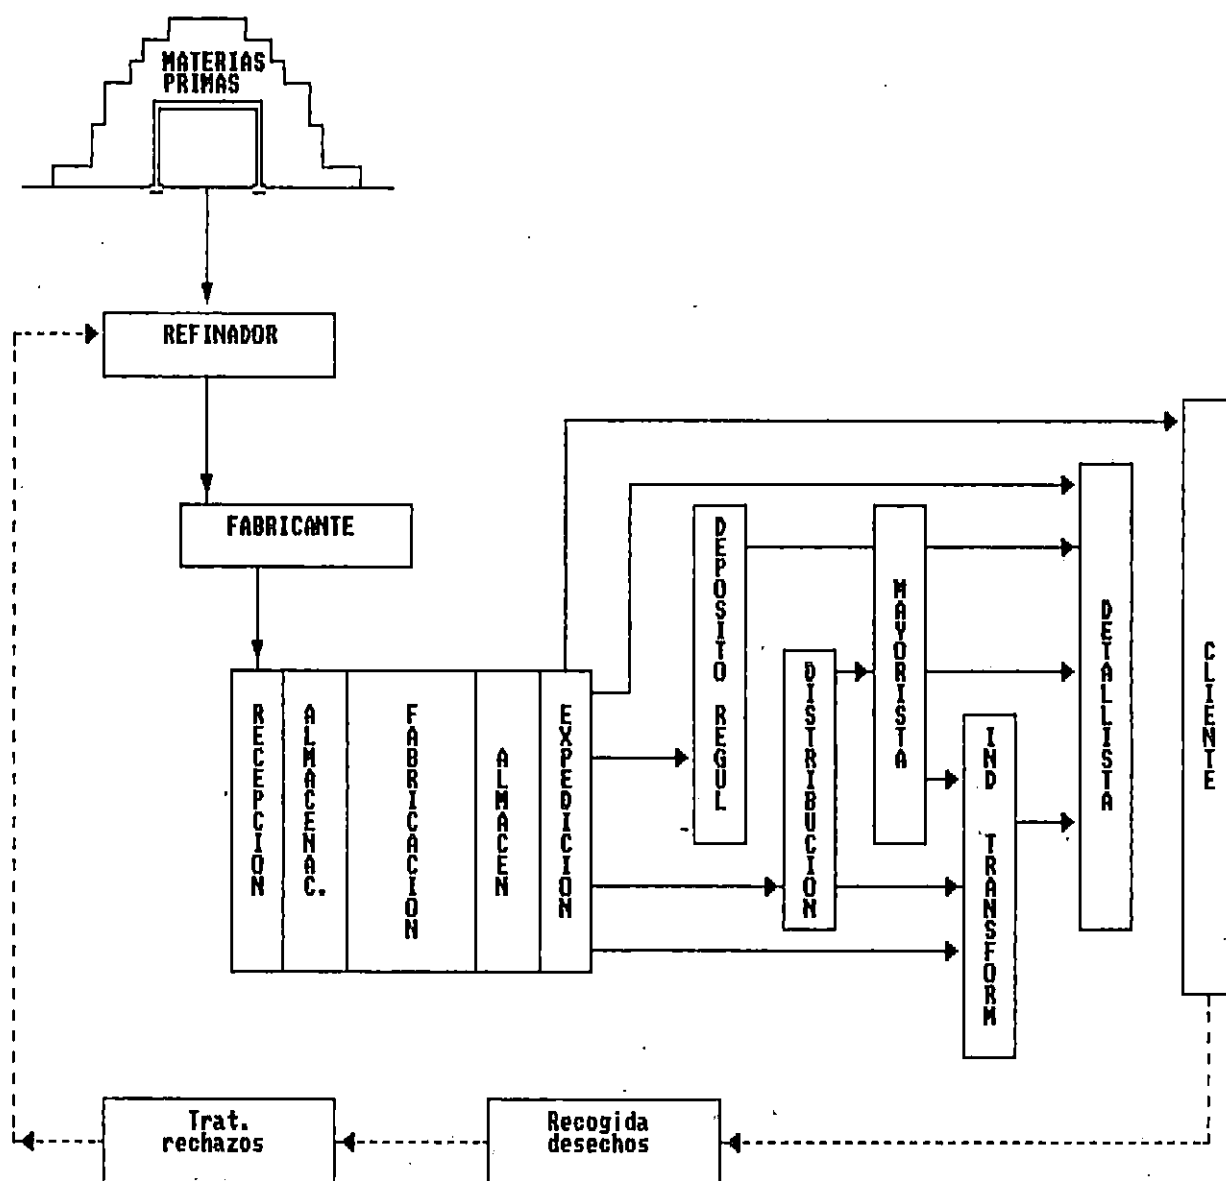 MATERIAS
PRIMAS
REFINADOR
FABRICANTE
RECEPCION
ALMACENAC.
FABRICACION
ALMACEN
EXPEDICION
DEPOSITO REGUL
DISTRIBUCION
MAYORISTA
IND TRANSFORM
DETALLISTA
CLIENTE
Trat.
rechazos
Recogida
desechos